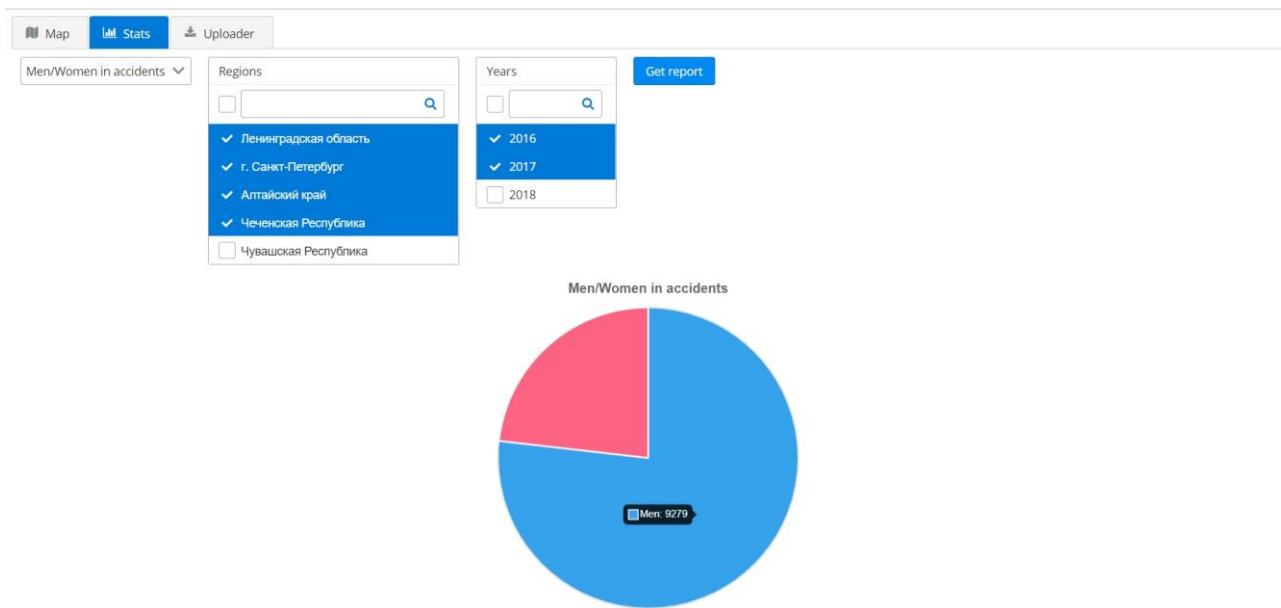 Map
Stats
Uploader
Men/Women in accidents
Regions
Ленинградская область
г. Санкт-Петербург
Алтайский край
Чеченская Республика
Чувашская Республика
Years
2016
2017
2018
Get report
Men/Women in accidents
Men: 9279